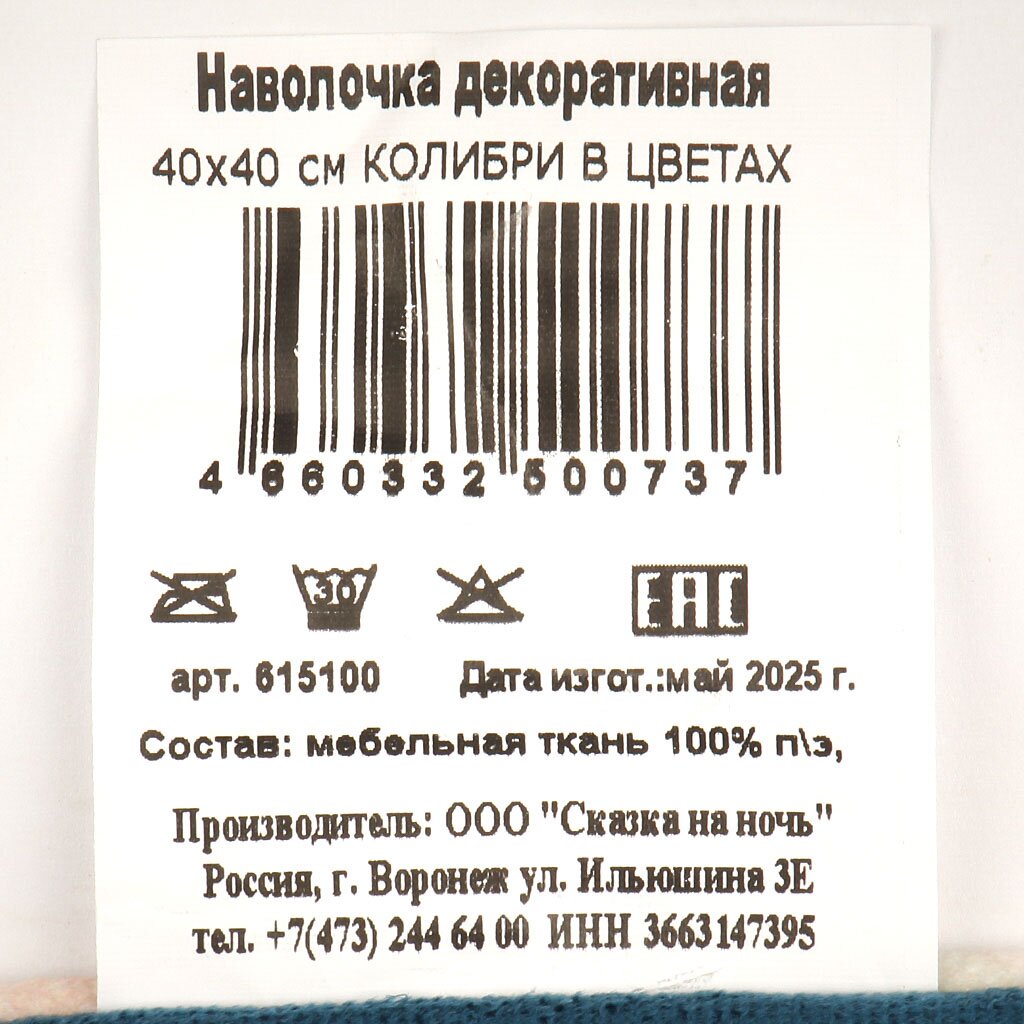 Наволочка декоративная
40х40 см КОЛИБРИ В ЦВЕТАХ
4 660332 500737
30 EAC
арт. 615100 Дата изгот.:май 2025 г.
Состав: мебельная ткань 100% п\э,
Производитель: ООО "Сказка на ночь"
Россия, г. Воронеж ул. Ильюшина 3Е
тел. +7(473) 244 64 00 ИНН 3663147395